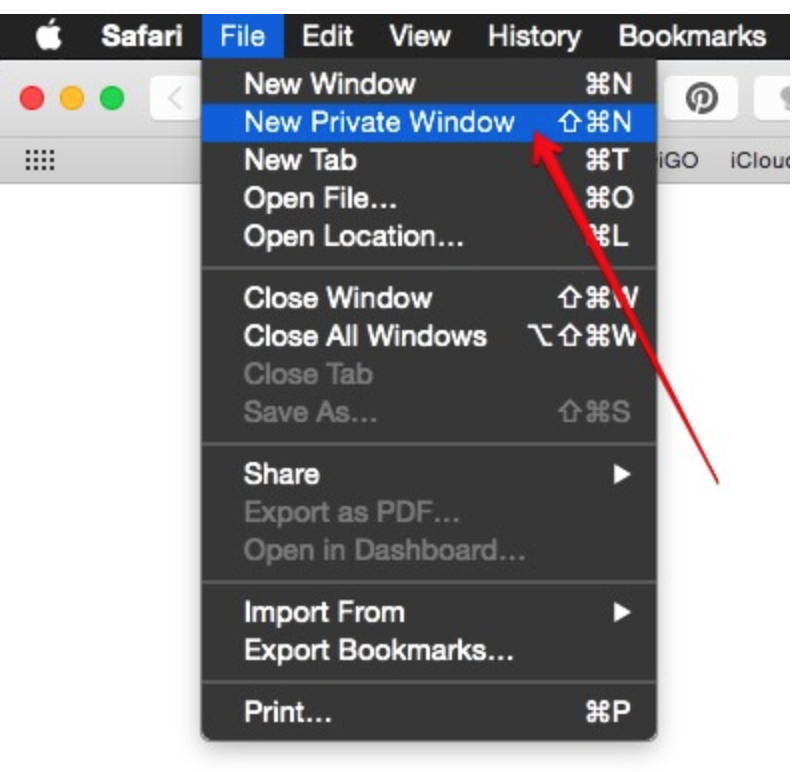 Safari File Edit View History Bookmarks
New Window ⌘N
New Private Window ⇧⌘N
New Tab ⌘T
iGO iCloud
Open File... ⌘O
Open Location... ⌘L
Close Window ⇧⌘W
Close All Windows ⌥⇧⌘W
Close Tab
Save As... ⇧⌘S
Share ▶
Export as PDF...
Open in Dashboard...
Import From ▶
Export Bookmarks...
Print... ⌘P